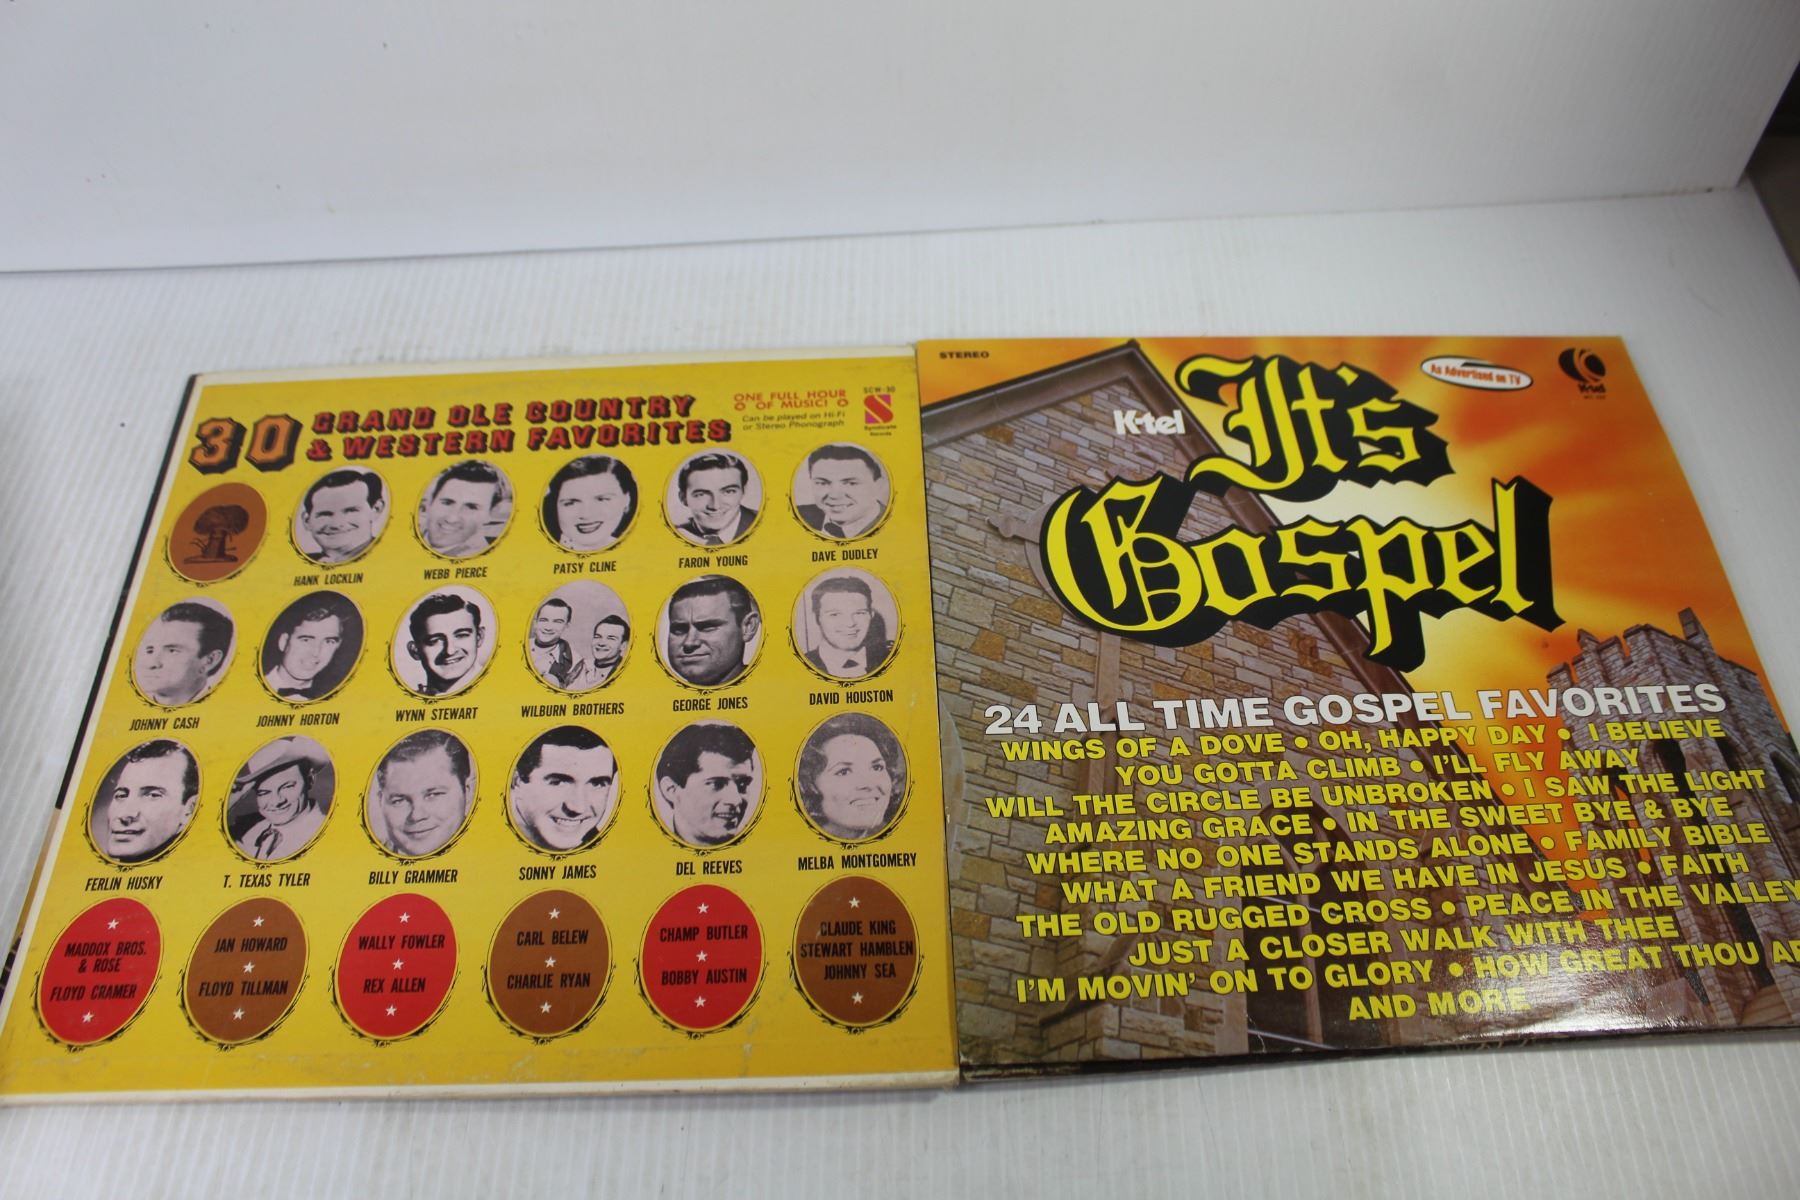 30 GRAND OLE COUNTRY
& WESTERN FAVORITES
ONE FULL HOUR
OF MUSIC!
Can be played on Hi-Fi
or Stereo Phonograph
SCW-30
S
Syndicate
Records
HANK LOCKLIN
WEBB PIERCE
PATSY CLINE
FARON YOUNG
DAVE DUDLEY
JOHNNY CASH
JOHNNY HORTON
WYNN STEWART
WILBURN BROTHERS
GEORGE JONES
DAVID HOUSTON
FERLIN HUSKY
T. TEXAS TYLER
BILLY GRAMMER
SONNY JAMES
DEL REEVES
MELBA MONTGOMERY
MADDOX BROS.
& ROSE
FLOYD CRAMER
JAN HOWARD
FLOYD TILLMAN
WALLY FOWLER
REX ALLEN
CARL BELEW
CHARLIE RYAN
CHAMP BUTLER
BOBBY AUSTIN
CLAUDE KING
STEWART HAMBLEN
JOHNNY SEA
STEREO
K-tel
It's
Gospel
As Advertised on TV
K-tel
24 ALL TIME GOSPEL FAVORITES
WINGS OF A DOVE • OH, HAPPY DAY • I BELIEVE
YOU GOTTA CLIMB • I'LL FLY AWAY
WILL THE CIRCLE BE UNBROKEN • I SAW THE LIGHT
AMAZING GRACE • IN THE SWEET BYE & BYE
WHERE NO ONE STANDS ALONE • FAMILY BIBLE
WHAT A FRIEND WE HAVE IN JESUS • FAITH
THE OLD RUGGED CROSS • PEACE IN THE VALLEY
JUST A CLOSER WALK WITH THEE
I'M MOVIN' ON TO GLORY • HOW GREAT THOU AR
AND MORE